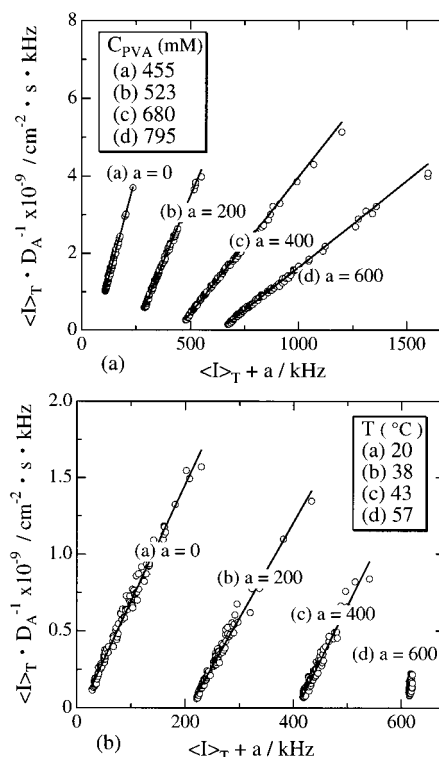 8
6
4
2
0
C_PVA (mM)
(a) 455
(b) 523
(c) 680
(d) 795
(a) a = 0
(b) a = 200
(c) a = 400
(d) a = 600
(a)
<I>_T • D_A^-1 x10^-9 / cm^-2 • s • kHz
0 500 1000 1500
<I>_T + a / kHz
2.0
1.5
1.0
0.5
0
T ( °C)
(a) 20
(b) 38
(c) 43
(d) 57
(a) a = 0
(b) a = 200
(c) a = 400
(d) a = 600
<I>_T • D_A^-1 x10^-9 / cm^-2 • s • kHz
0 200 400 600
(b)
<I>_T + a / kHz